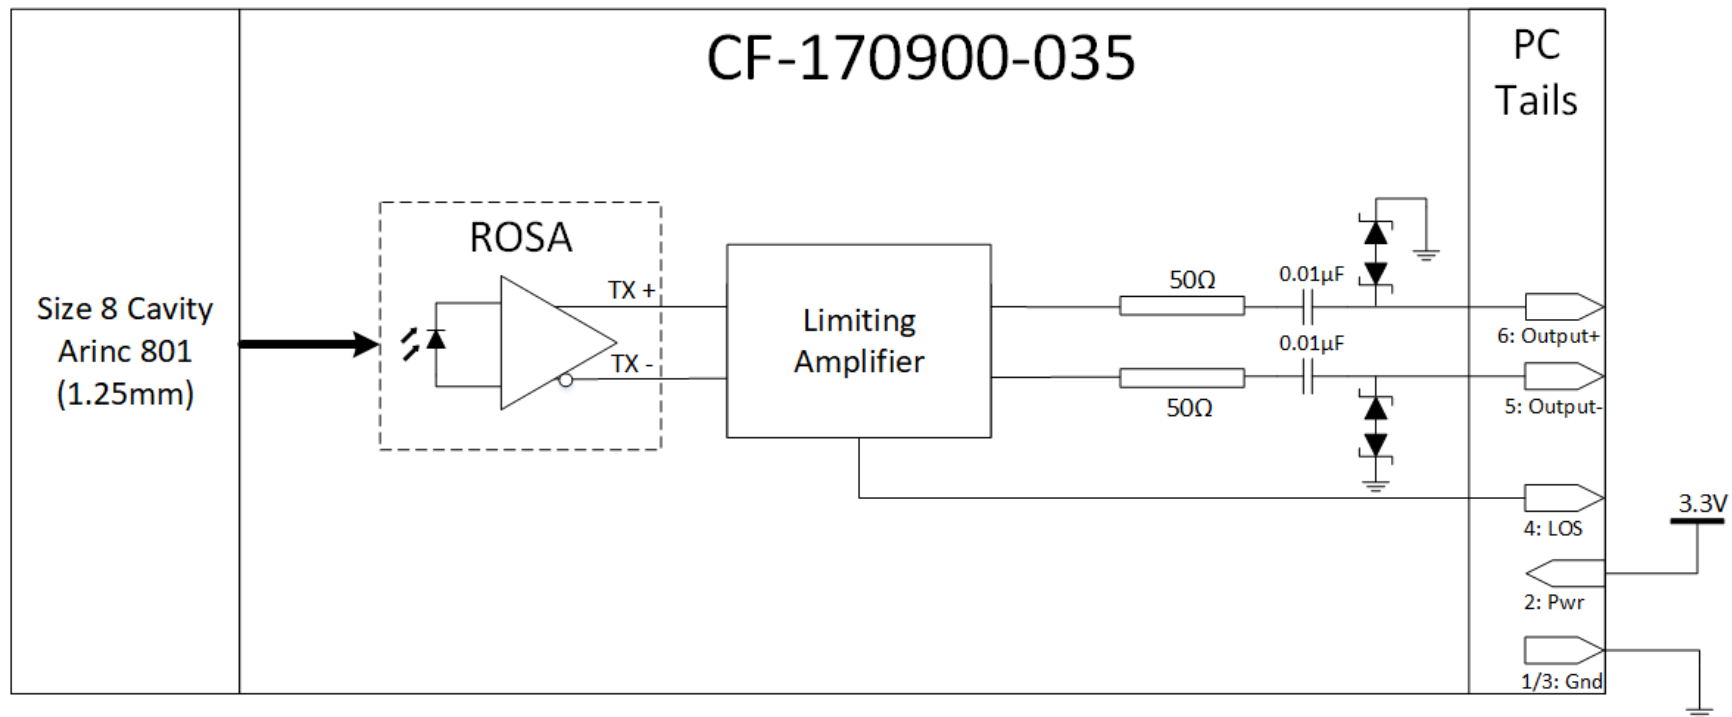 CF-170900-035
PC
Tails
ROSA
TX +
TX -
Size 8 Cavity
Arinc 801
(1.25mm)
Limiting
Amplifier
50Ω
0.01µF
0.01µF
50Ω
6: Output+
5: Output-
4: LOS
3.3V
2: Pwr
1/3: Gnd